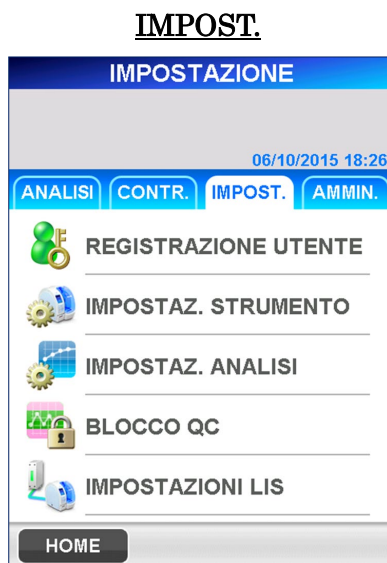 IMPOST.
IMPOSTAZIONE
06/10/2015 18:26
ANALISI CONTR. IMPOST. AMMIN.
REGISTRAZIONE UTENTE
IMPOSTAZ. STRUMENTO
IMPOSTAZ. ANALISI
BLOCCO QC
IMPOSTAZIONI LIS
HOME